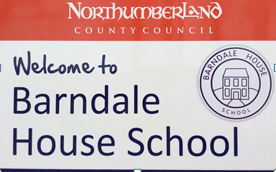 Northumberland
COUNTY COUNCIL
Welcome to
Barndale
House School
BARNDALE HOUSE
SCHOOL